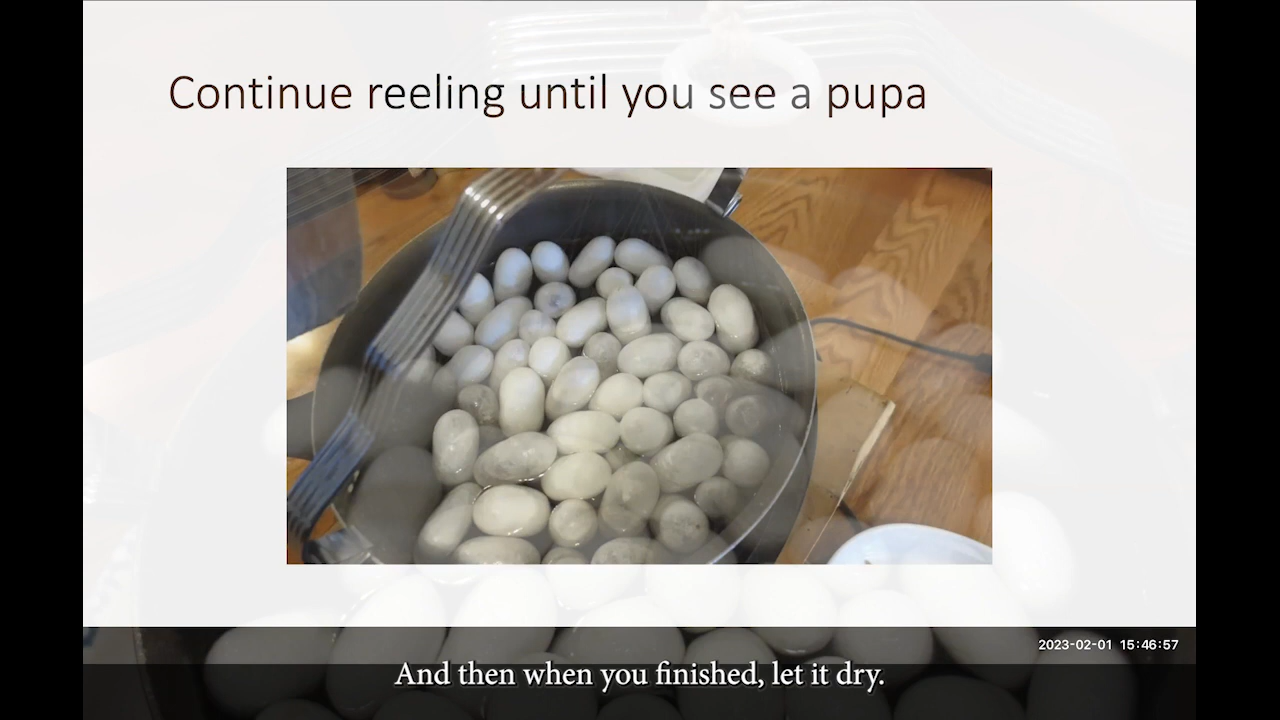 Continue reeling until you see a pupa
2023-02-01 15:46:57
And then when you finished, let it dry.